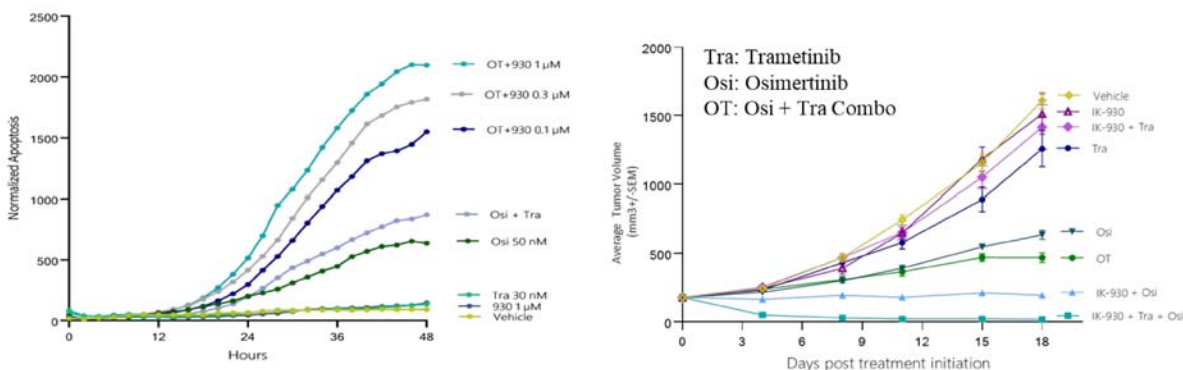 2500
2000
1500
1000
500
0
Normalized Apoptosis
0
12
24
36
48
Hours
OT+930 1 µM
OT+930 0.3 µM
OT+930 0.1 µM
Osi + Tra
Osi 50 nM
Tra 30 nM
930 1 µM
Vehicle
Tra: Trametinib
Osi: Osimertinib
OT: Osi + Tra Combo
2000
1500
1000
500
0
Average Tumor Volume
(mm3+/-SEM)
0
3
6
9
12
15
18
Days post treatment initiation
Vehicle
IK-930
IK-930 + Tra
Tra
Osi
OT
IK-930 + Osi
IK-930 + Tra + Osi